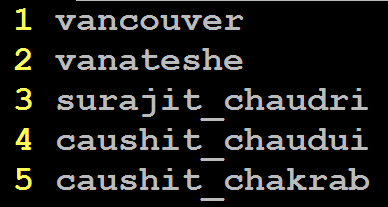 1 vancouver
2 vanateshe
3 surajit_chaudri
4 caushit_chaudui
5 caushit_chakrab